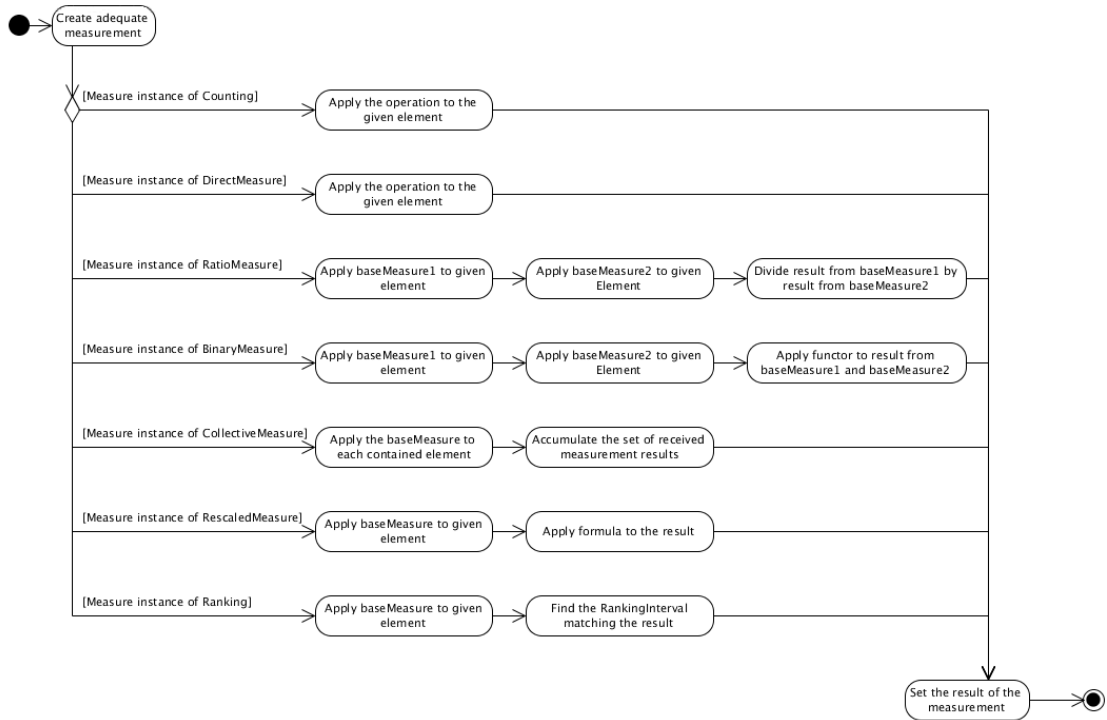 Create adequate
measurement
[Measure instance of Counting]
Apply the operation to the
given element
[Measure instance of DirectMeasure]
Apply the operation to the
given element
[Measure instance of RatioMeasure]
Apply baseMeasure1 to given
element
Apply baseMeasure2 to given
Element
Divide result from baseMeasure1 by
result from baseMeasure2
[Measure instance of BinaryMeasure]
Apply baseMeasure1 to given
element
Apply baseMeasure2 to given
Element
Apply functor to result from
baseMeasure1 and baseMeasure2
[Measure instance of CollectiveMeasure]
Apply the baseMeasure to
each contained element
Accumulate the set of received
measurement results
[Measure instance of RescaledMeasure]
Apply baseMeasure to given
element
Apply formula to the result
[Measure instance of Ranking]
Apply baseMeasure to given
element
Find the RankingInterval
matching the result
Set the result of the
measurement